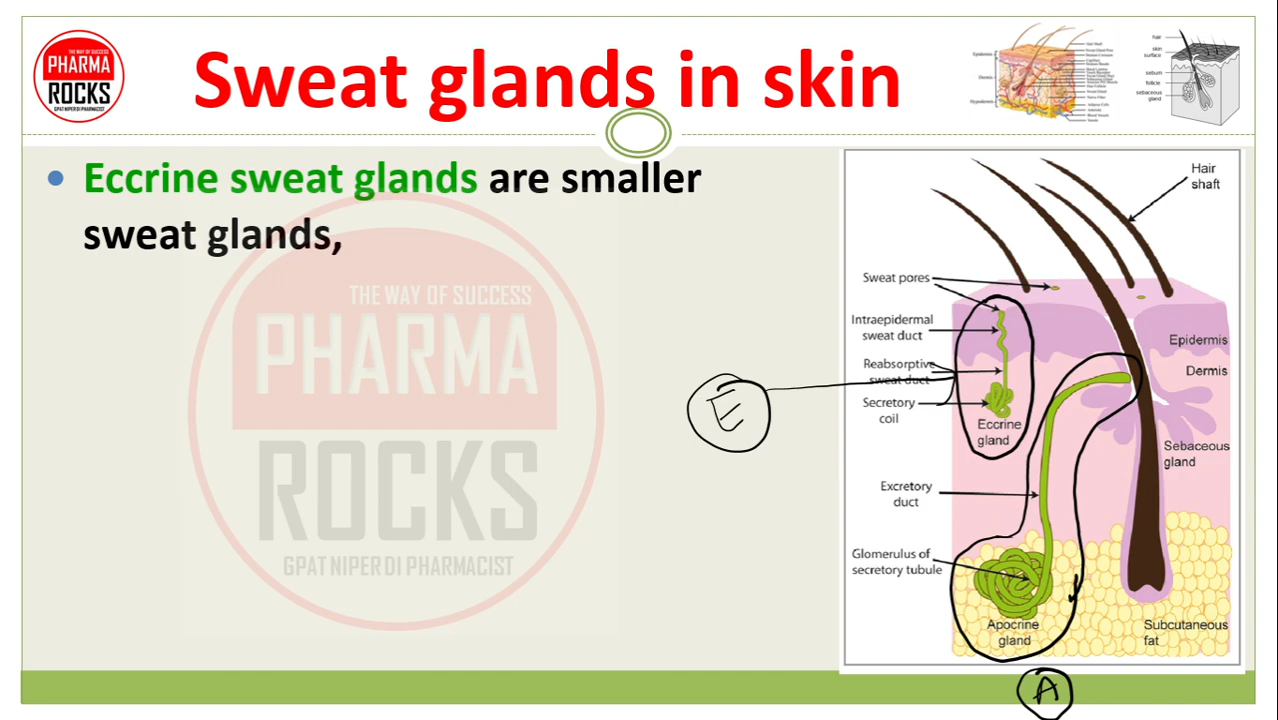 THE WAY OF SUCCESS
PHARMA
ROCKS
GPAT NIPER DI PHARMACIST
Sweat glands in skin
hair
skin
surface
sebum
follicle
sebaceous
gland
Epidermis
Dermis
Hypodermis
• Eccrine sweat glands are smaller
sweat glands,
THE WAY OF SUCCESS
PHARMA
ROCKS
GPAT NIPER DI PHARMACIST
Hair
shaft
Sweat pores
Intraepidermal
sweat duct
Reabsorptive
sweat duct
Secretory
coil
Eccrine
gland
Epidermis
Dermis
Sebaceous
gland
Excretory
duct
Glomerulus of
secretory tubule
Apocrine
gland
Subcutaneous
fat
E
A